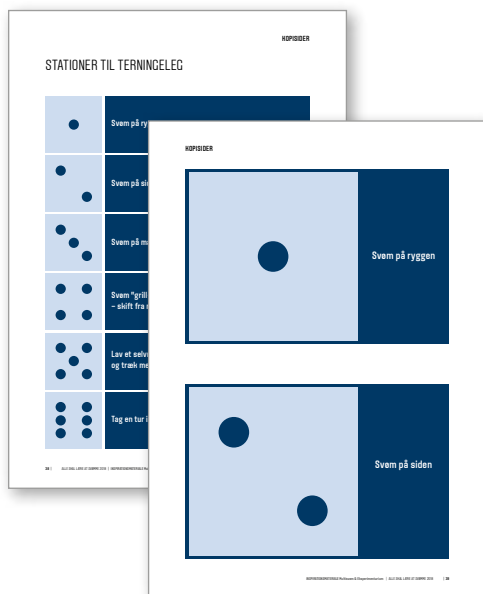 KOPISIDER
STATIONER TIL TERNINGELEG
Svøm på ry
Svøm på si
Svøm på m
Svøm "grill
– skift fra
Lav et selv
og træk me
Tag en tur i
KOPISIDER
Svøm på ryggen
Svøm på siden